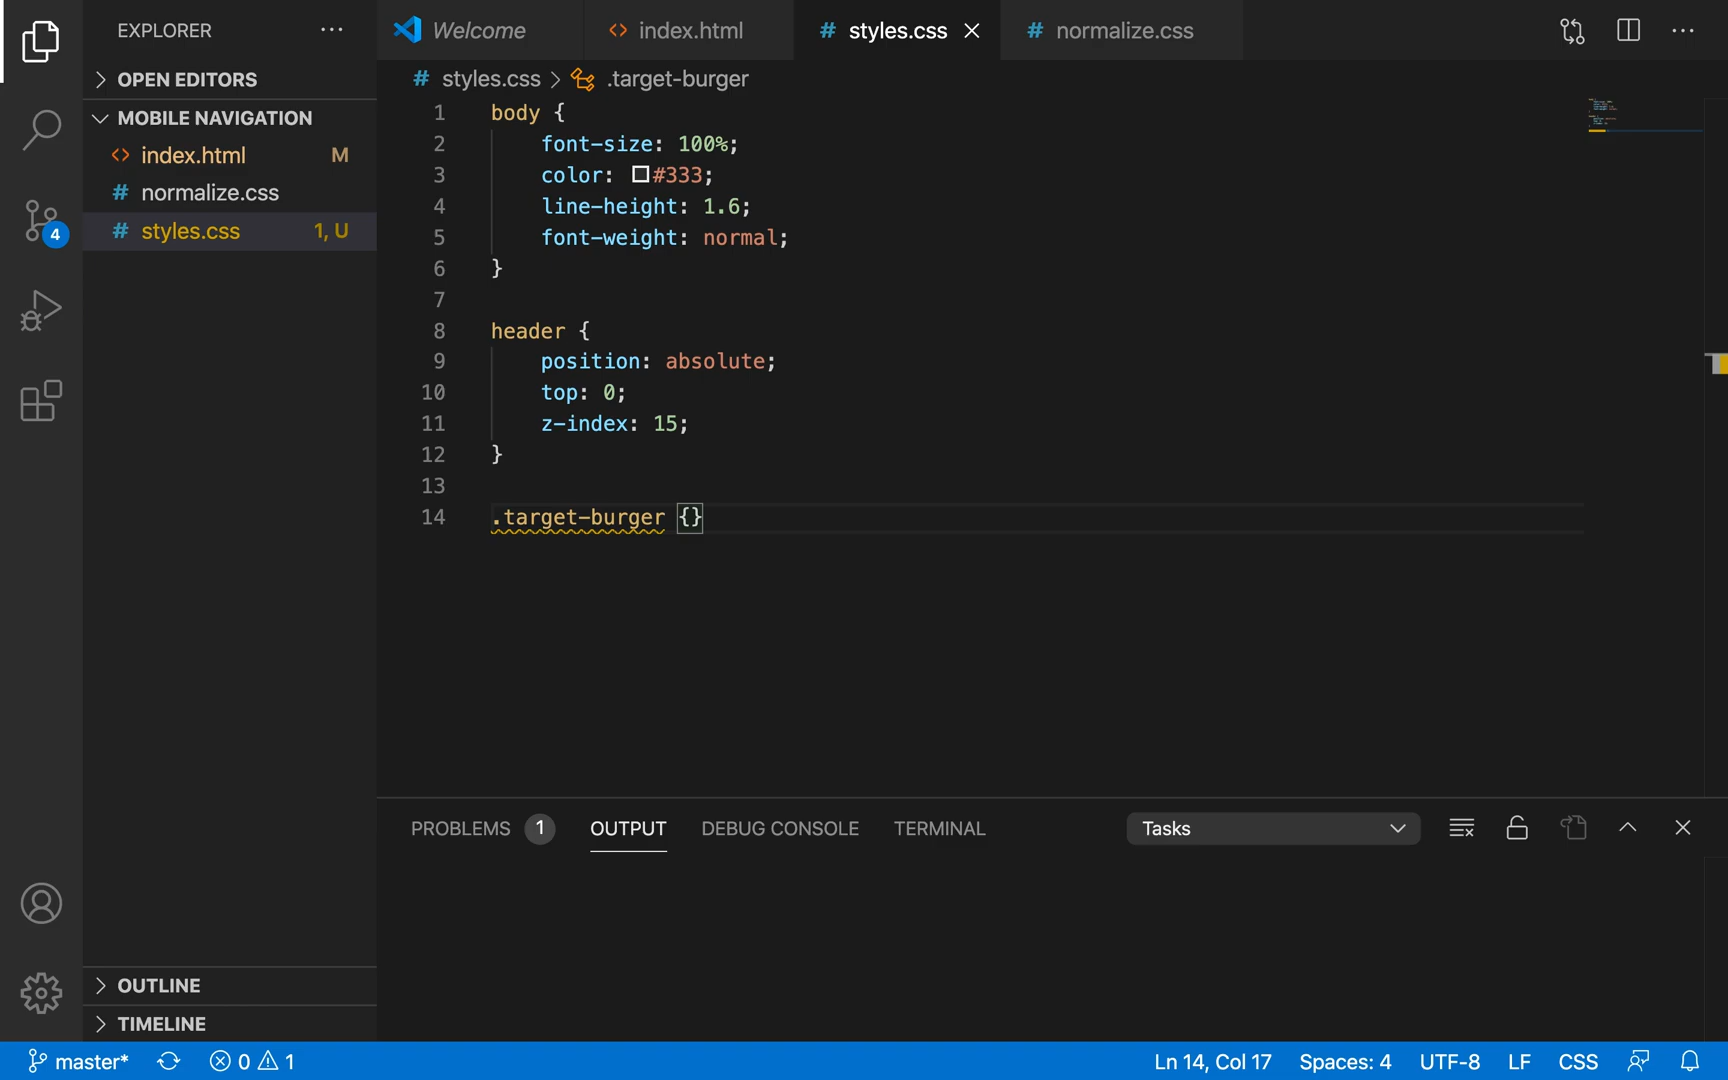 EXPLORER
OPEN EDITORS
MOBILE NAVIGATION
index.html M
normalize.css
styles.css 1, U
OUTLINE
TIMELINE
4
Welcome
index.html
# styles.css
# normalize.css
# styles.css > .target-burger
1 body {
2 font-size: 100%;
3 color: #333;
4 line-height: 1.6;
5 font-weight: normal;
6 }
7
8 header {
9 position: absolute;
10 top: 0;
11 z-index: 15;
12 }
13
14 .target-burger {}
PROBLEMS 1 OUTPUT DEBUG CONSOLE TERMINAL Tasks
master* 0 1 Ln 14, Col 17 Spaces: 4 UTF-8 LF CSS